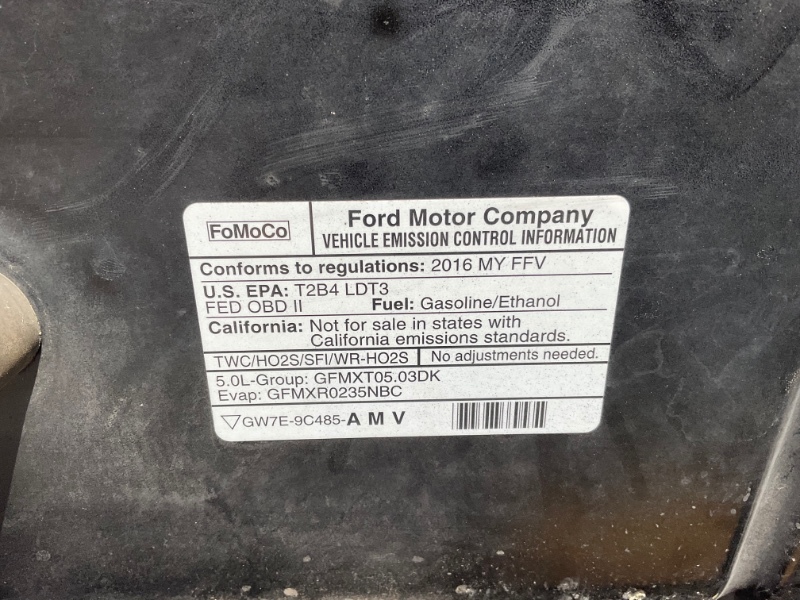 FoMoCo
Ford Motor Company
VEHICLE EMISSION CONTROL INFORMATION
Conforms to regulations: 2016 MY FFV
U.S. EPA: T2B4 LDT3
FED OBD II Fuel: Gasoline/Ethanol
California: Not for sale in states with
California emissions standards.
TWC/HO2S/SFI/WR-HO2S No adjustments needed.
5.0L-Group: GFMXT05.03DK
Evap: GFMXR0235NBC
GW7E-9C485-A M V